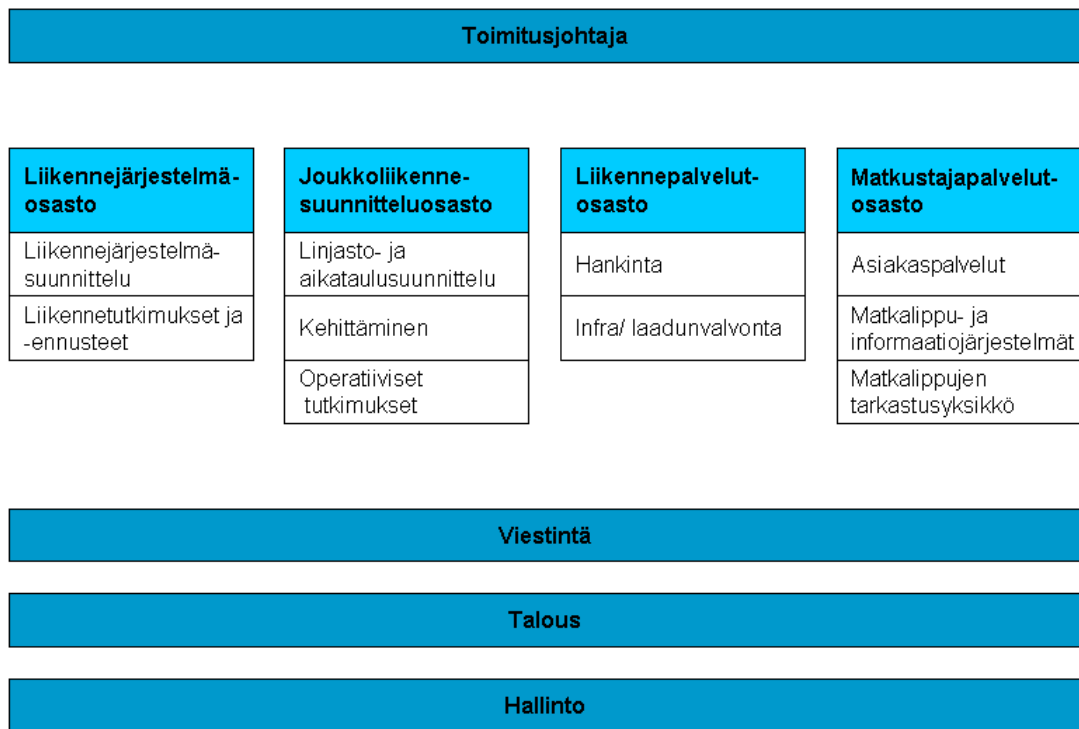 Toimitusjohtaja
Liikennejärjestelmä-
osasto
Liikennejärjestelmä-
suunnittelu
Liikennetutkimukset ja
-ennusteet
Joukkoliikenne-
suunnitteluosasto
Linjasto- ja
aikataulusuunnittelu
Kehittäminen
Operatiiviset
tutkimukset
Liikennepalvelut-
osasto
Hankinta
Infra/ laadunvalvonta
Matkustajapalvelut-
osasto
Asiakaspalvelut
Matkalippu- ja
informaatiojärjestelmät
Matkalippujen
tarkastusyksikkö
Viestintä
Talous
Hallinto